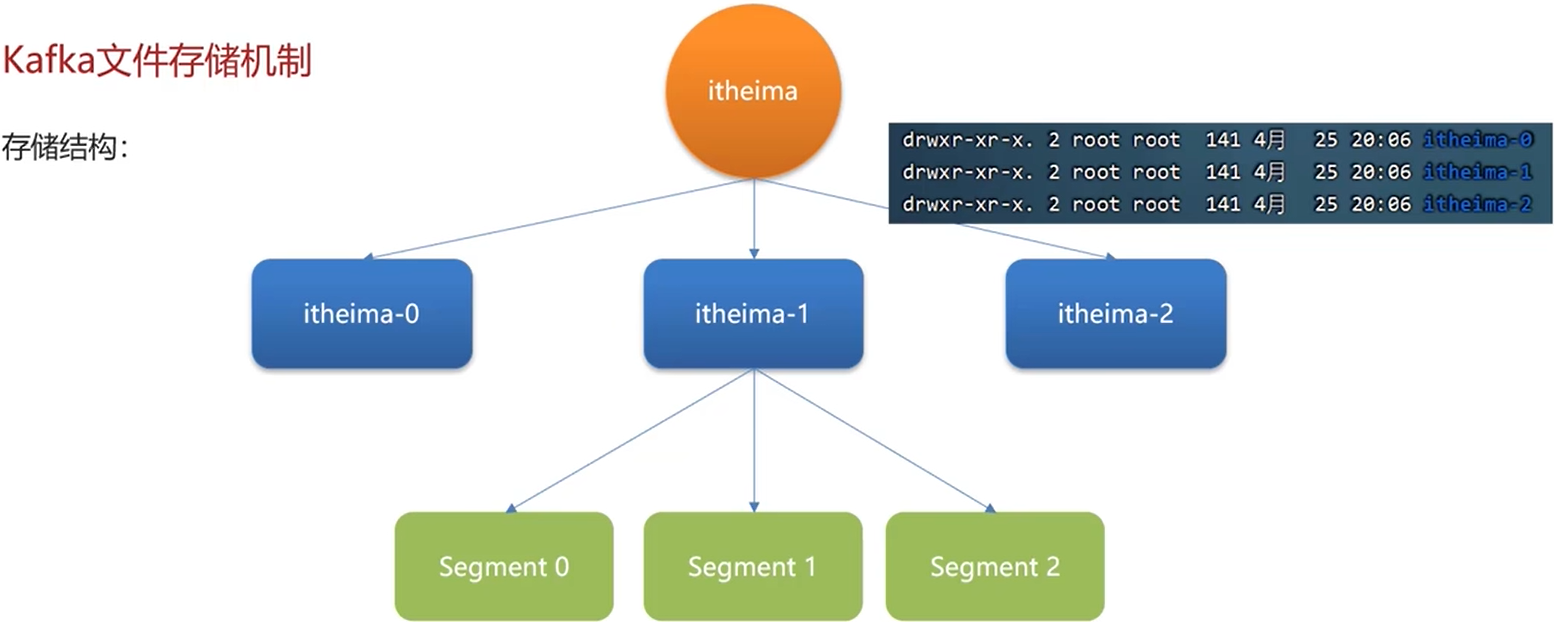 Kafka文件存储机制
存储结构：
itheima
drwxr-xr-x. 2 root root 141 4月 25 20:06 itheima-0
drwxr-xr-x. 2 root root 141 4月 25 20:06 itheima-1
drwxr-xr-x. 2 root root 141 4月 25 20:06 itheima-2
itheima-0
itheima-1
itheima-2
Segment 0
Segment 1
Segment 2